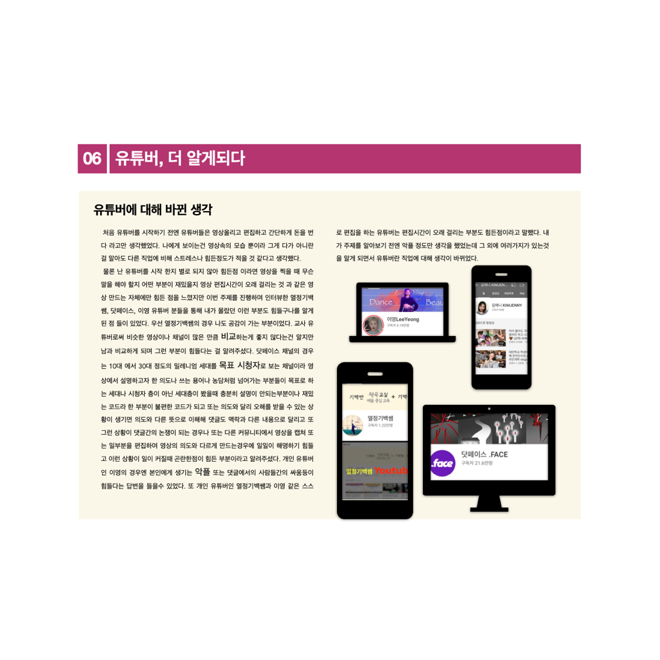 06 유튜버, 더 알게되다
유튜버에 대해 바뀐 생각
처음 유튜버를 시작하기 전엔 유튜버들은 영상올리고 편집하고 간단하게 돈을 번
다 라고만 생각했었다. 나에게 보이는건 영상속의 모습 뿐이라 그게 다가 아니란
걸 알아도 다른 직업에 비해 스트레스나 힘든정도가 적을 것 같다고 생각했다.
물론 난 유튜버를 시작 한지 별로 되지 않아 힘든점 이라면 영상을 찍을 때 무슨
말을 해야 할지 어떤 부분이 재밌을지 영상 편집시간이 오래 걸리는 것 과 같은 영
상 만드는 자체에만 힘든 점을 느꼈지만 이번 주제를 진행하며 인터뷰한 열정기백
쌤, 닷페이스, 이영 유튜버 분들을 통해 내가 몰랐던 이런 부분도 힘들구나를 알게
된 점 들이 있었다. 우선 열정기백쌤의 경우 나도 공감이 가는 부분이었다. 교사 유
튜버로써 비슷한 영상이나 채널이 많은 만큼 비교하는게 좋지 않다는건 알지만
남과 비교하게 되며 그런 부분이 힘들다는 걸 알려주셨다. 닷페이스 채널의 경우
는 10대 에서 30대 정도의 밀레니엄 세대를 목표 시청자로 보는 채널이라 영
상에서 설명하고자 한 의도나 쓰는 용어나 농담처럼 넘어가는 부분들이 목표로 하
는 세대나 시청자 층이 아닌 세대층이 봤을때 충분히 설명이 안되는부분이나 재밌
는 코드라 한 부분이 불편한 코드가 되고 또는 의도와 달리 오해를 받을 수 있는 상
황이 생기면 의도와 다른 뜻으로 이해해 댓글도 맥락과 다른 내용으로 달리고 또
그런 상황이 댓글간의 논쟁이 되는 경우나 또는 다른 커뮤니티에서 영상을 캡쳐 또
는 일부분을 편집하여 영상의 의도와 다르게 만드는경우에 일일이 해명하기 힘들
고 이런 상황이 일이 커질때 곤란한점이 힘든 부분이라고 알려주셨다. 개인 유튜버
인 이영의 경우엔 본인에게 생기는 악플 또는 댓글에서의 사람들간의 싸움등이
힘들다는 답변을 들을수 있었다. 또 개인 유튜버인 열정기백쌤과 이영 같은 스스
로 편집을 하는 유튜버는 편집시간이 오래 걸리는 부분도 힘든점이라고 말했다. 내
가 주제를 알아보기 전엔 악플 정도만 생각을 했었는데 그 외에 여러가지가 있는것
을 알게 되면서 유튜버란 직업에 대해 생각이 바뀌었다.
Dance Beau
이영LeeYoung
열정기백쌤
열정기백쌤 Youtub
.face
닷페이스 .FACE
구독자 21.6만명